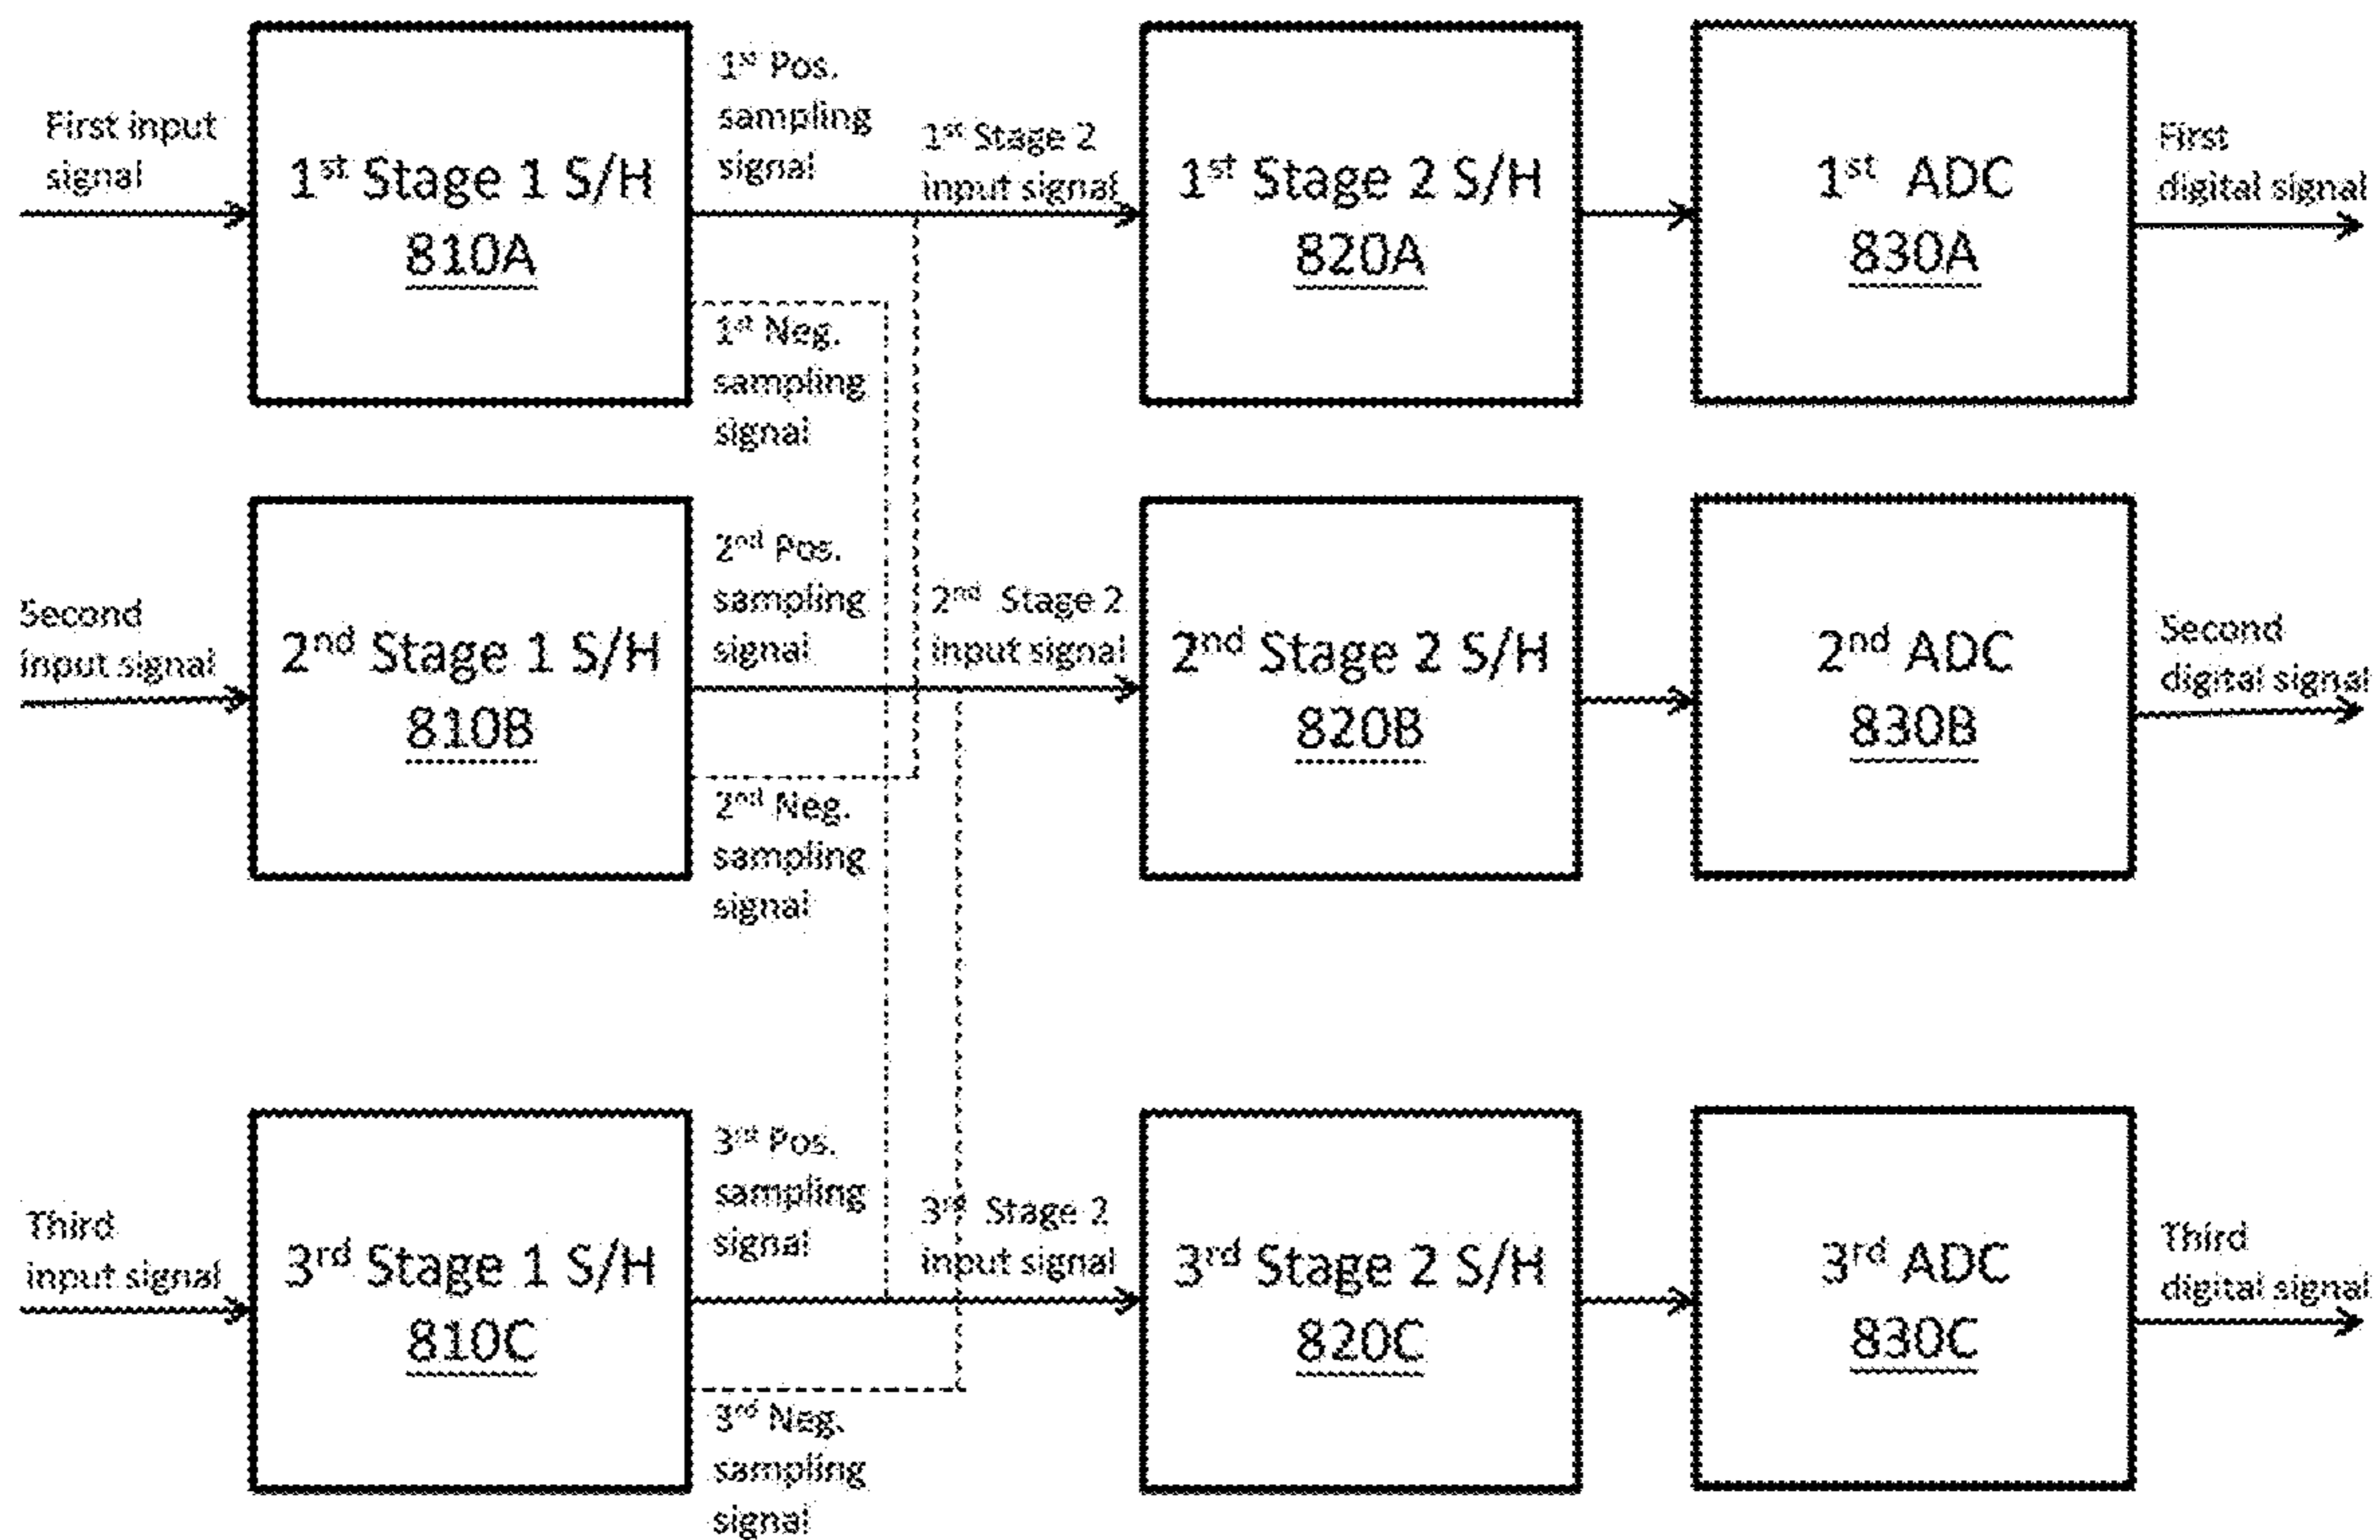 First input
signal
1st Stage 1 S/H
810A
1st Pos.
sampling
signal
1st Neg.
sampling
signal
1st Stage 2
input signal
1st Stage 2 S/H
820A
1st ADC
830A
First
digital signal
Second
input signal
2nd Stage 1 S/H
810B
2nd Pos.
sampling
signal
2nd Neg.
sampling
signal
2nd Stage 2
input signal
2nd Stage 2 S/H
820B
2nd ADC
830B
Second
digital signal
Third
input signal
3rd Stage 1 S/H
810C
3rd Pos.
sampling
signal
3rd Neg.
sampling
signal
3rd Stage 2
input signal
3rd Stage 2 S/H
820C
3rd ADC
830C
Third
digital signal